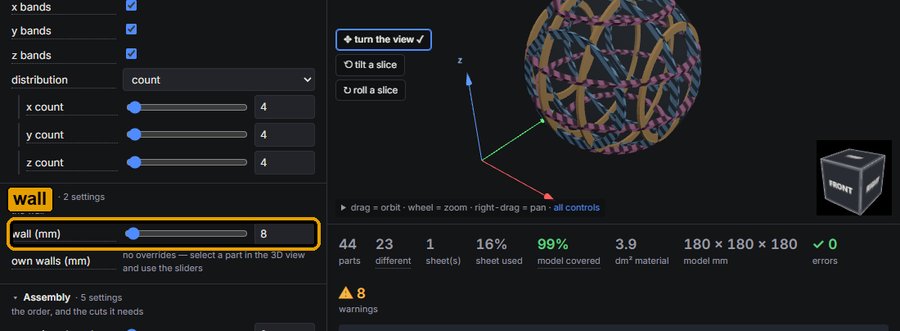 x bands
y bands
z bands
distribution
count
x count
4
y count
4
z count
4
wall
· 2 settings
wall (mm)
8
own walls (mm)
no overrides — select a part in the 3D view
and use the sliders
Assembly · 5 settings
the order, and the cuts it needs
✥ turn the view ✓
⟲ tilt a slice
↻ roll a slice
z
FRONT
▶ drag = orbit · wheel = zoom · right-drag = pan · all controls
44
parts
23
different
1
sheet(s)
16%
sheet used
99%
model covered
3.9
dm² material
180 × 180 × 180
model mm
✓ 0
errors
⚠ 8
warnings